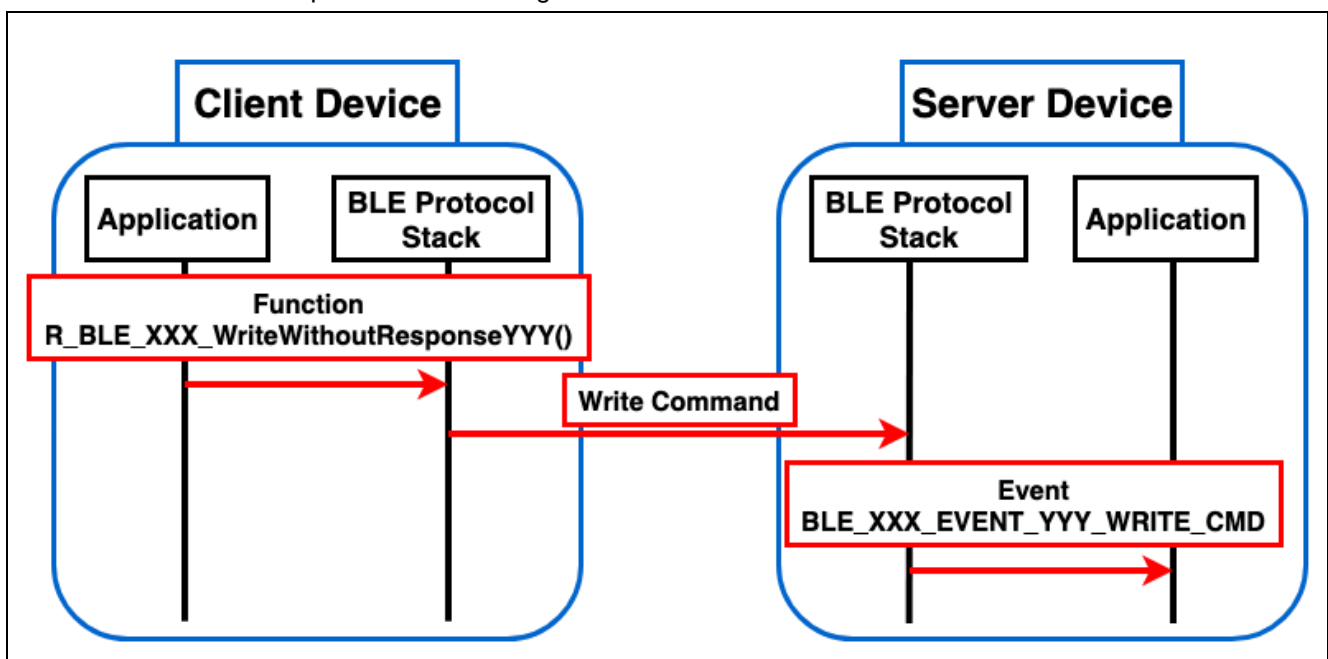 Client Device
Server Device
Application
BLE Protocol
Stack
BLE Protocol
Stack
Application
Function
R_BLE_XXX_WriteWithoutResponseYYY()
Write Command
Event
BLE_XXX_EVENT_YYY_WRITE_CMD